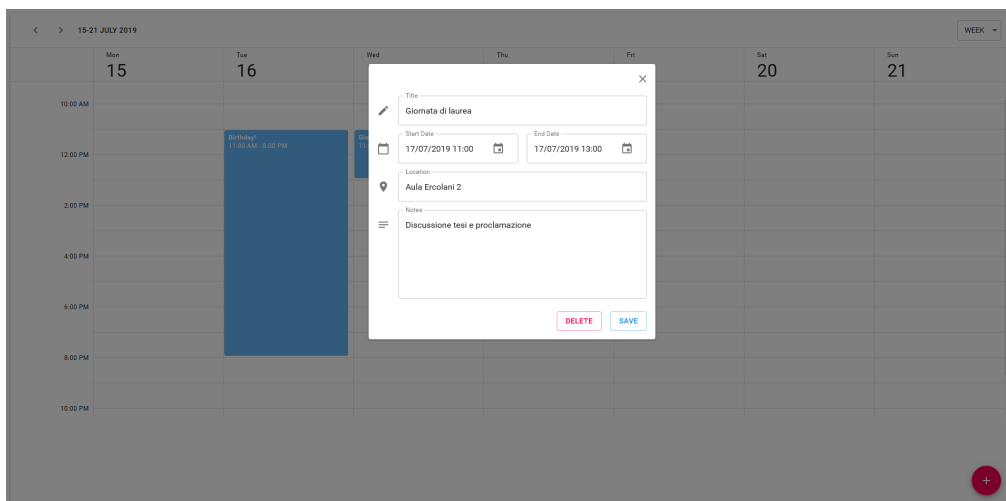 15-21 JULY 2019
WEEK
Mon Tue Wed Thu Fri Sat Sun
15 16 20 21
10:00 AM
12:00 PM
2:00 PM
4:00 PM
6:00 PM
8:00 PM
10:00 PM
Birthday!
11:00 AM - 8:00 PM
Title
Giornata di laurea
Start Date End Date
17/07/2019 11:00 17/07/2019 13:00
Location
Aula Ercolani 2
Notes
Discussione tesi e proclamazione
DELETE SAVE